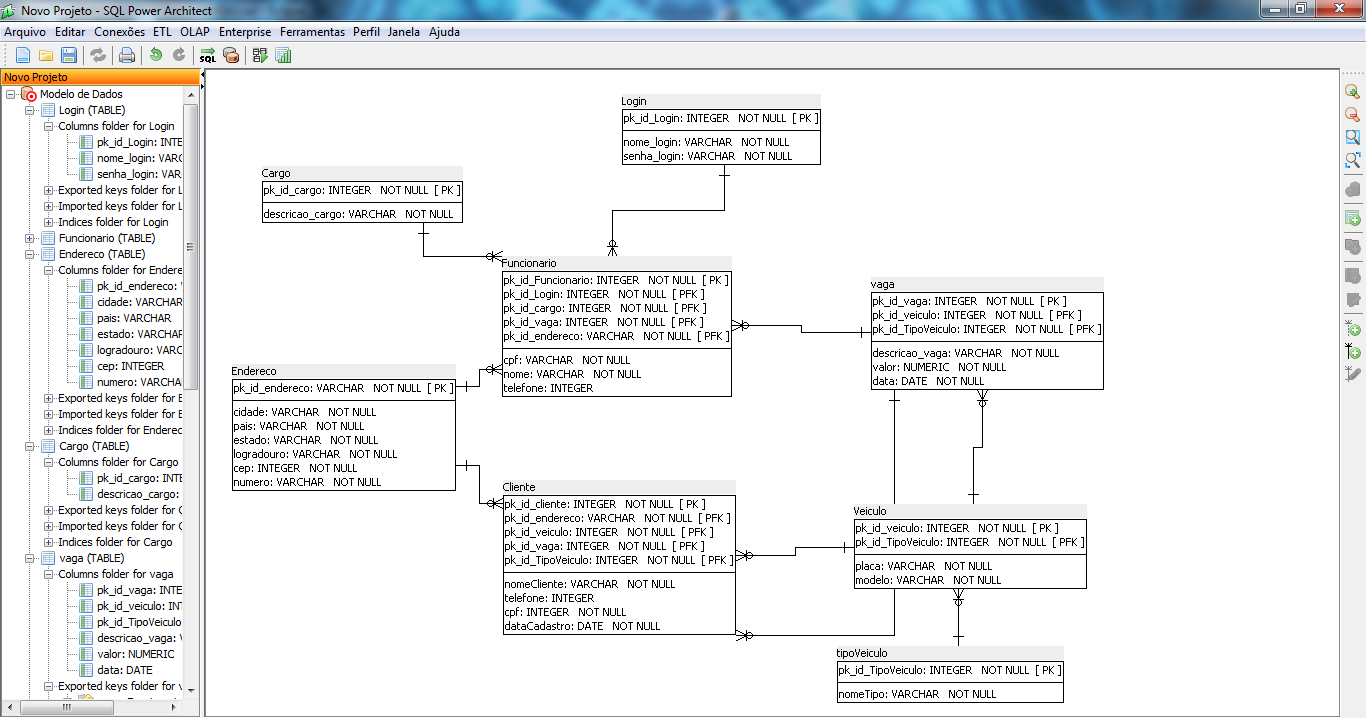 Novo Projeto - SQL Power Architect
Arquivo Editar Conexões ETL OLAP Enterprise Ferramentas Perfil Janela Ajuda
SQL
Novo Projeto
Modelo de Dados
Login (TABLE)
Columns folder for Login
pk_id_Login: INTE
nome_login: VARC
senha_login: VAR
Exported keys folder for L
Imported keys folder for L
Indices folder for Login
Funcionario (TABLE)
Endereco (TABLE)
Columns folder for Endere
pk_id_endereco: V
cidade: VARCHAR
pais: VARCHAR
estado: VARCHAR
logradouro: VARC
cep: INTEGER
numero: VARCHA
Exported keys folder for E
Imported keys folder for E
Indices folder for Enderec
Cargo (TABLE)
Columns folder for Cargo
pk_id_cargo: INTE
descricao_cargo:
Exported keys folder for C
Imported keys folder for C
Indices folder for Cargo
vaga (TABLE)
Columns folder for vaga
pk_id_vaga: INTE
pk_id_veiculo: IN
pk_id_TipoVeiculo
descricao_vaga: V
valor: NUMERIC
data: DATE
Exported keys folder for v
Login
pk_id_Login: INTEGER NOT NULL [ PK ]
nome_login: VARCHAR NOT NULL
senha_login: VARCHAR NOT NULL
Cargo
pk_id_cargo: INTEGER NOT NULL [ PK ]
descricao_cargo: VARCHAR NOT NULL
Funcionario
pk_id_Funcionario: INTEGER NOT NULL [ PK ]
pk_id_Login: INTEGER NOT NULL [ PFK ]
pk_id_cargo: INTEGER NOT NULL [ PFK ]
pk_id_vaga: INTEGER NOT NULL [ PFK ]
pk_id_endereco: VARCHAR NOT NULL [ PFK ]
cpf: VARCHAR NOT NULL
nome: VARCHAR NOT NULL
telefone: INTEGER
vaga
pk_id_vaga: INTEGER NOT NULL [ PK ]
pk_id_veiculo: INTEGER NOT NULL [ PFK ]
pk_id_TipoVeiculo: INTEGER NOT NULL [ PFK ]
descricao_vaga: VARCHAR NOT NULL
valor: NUMERIC NOT NULL
data: DATE NOT NULL
Endereco
pk_id_endereco: VARCHAR NOT NULL [ PK ]
cidade: VARCHAR NOT NULL
pais: VARCHAR NOT NULL
estado: VARCHAR NOT NULL
logradouro: VARCHAR NOT NULL
cep: INTEGER NOT NULL
numero: VARCHAR NOT NULL
Cliente
pk_id_cliente: INTEGER NOT NULL [ PK ]
pk_id_endereco: VARCHAR NOT NULL [ PFK ]
pk_id_veiculo: INTEGER NOT NULL [ PFK ]
pk_id_vaga: INTEGER NOT NULL [ PFK ]
pk_id_TipoVeiculo: INTEGER NOT NULL [ PFK ]
nomeCliente: VARCHAR NOT NULL
telefone: INTEGER
cpf: INTEGER NOT NULL
dataCadastro: DATE NOT NULL
Veiculo
pk_id_veiculo: INTEGER NOT NULL [ PK ]
pk_id_TipoVeiculo: INTEGER NOT NULL [ PFK ]
placa: VARCHAR NOT NULL
modelo: VARCHAR NOT NULL
tipoVeiculo
pk_id_TipoVeiculo: INTEGER NOT NULL [ PK ]
nomeTipo: VARCHAR NOT NULL